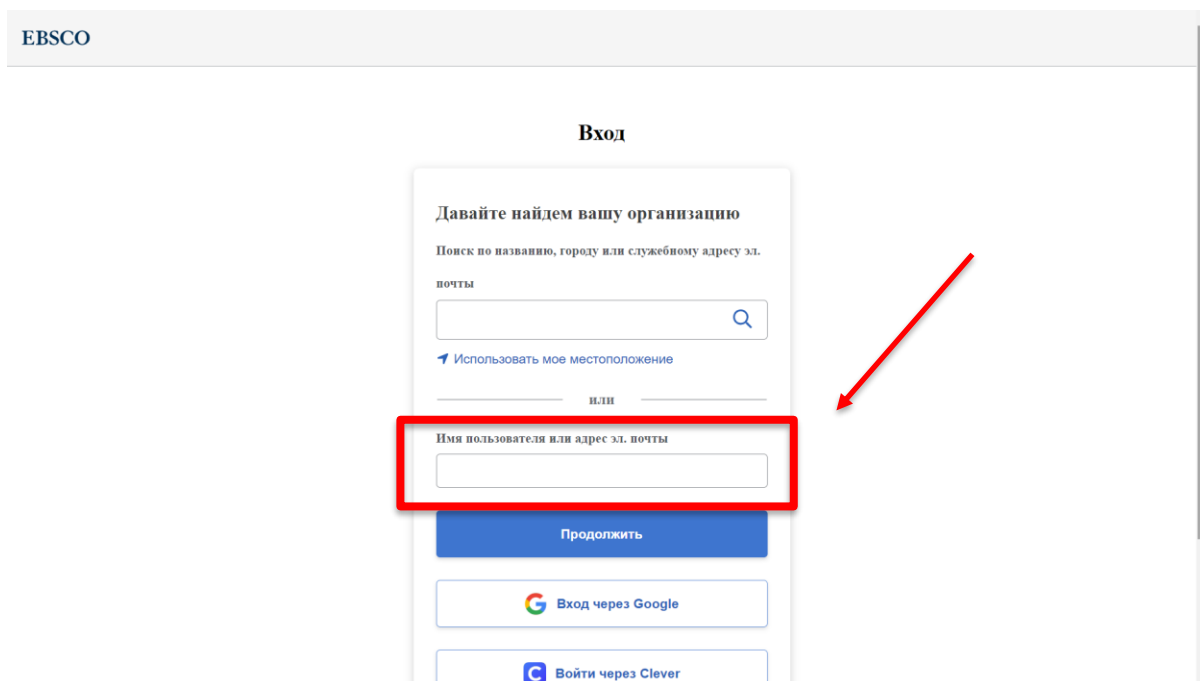 EBSCO
Вход
Давайте найдем вашу организацию
Поиск по названию, городу или служебному адресу эл.
почты
Использовать мое местоположение
или
Имя пользователя или адрес эл. почты
Продолжить
Вход через Google
Войти через Clever